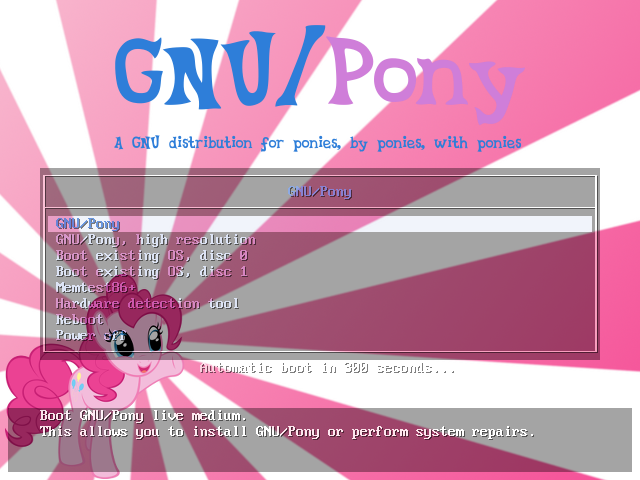 GNU/Pony
A GNU distribution for ponies, by ponies, with ponies
GNU/Pony
GNU/Pony
GNU/Pony, high resolution
Boot existing OS, disc 0
Boot existing OS, disc 1
Memtest86+
Hardware detection tool
Reboot
Power off
Automatic boot in 300 seconds...
Boot GNU/Pony live medium.
This allows you to install GNU/Pony or perform system repairs.